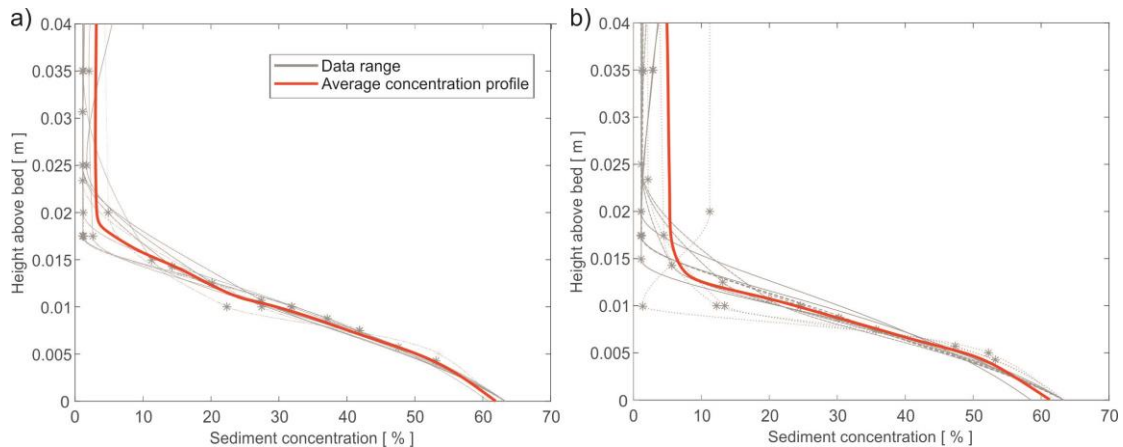 a)
0.04
0.035
0.03
0.025
0.02
0.015
0.01
0.005
0
Height above bed [ m ]
0 10 20 30 40 50 60 70
Sediment concentration [ % ]
Data range
Average concentration profile
b)
0.04
0.035
0.03
0.025
0.02
0.015
0.01
0.005
0
Height above bed [ m ]
0 10 20 30 40 50 60 70
Sediment concentration [ % ]